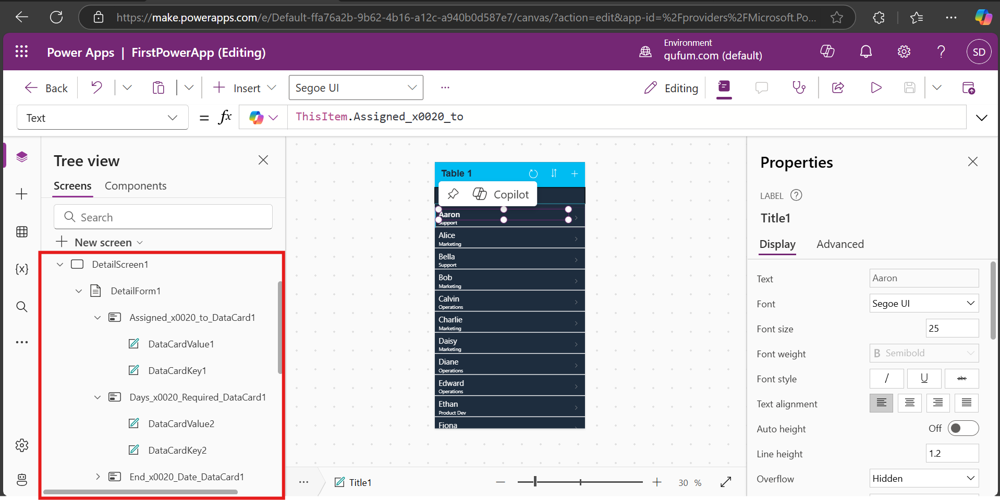 https://make.powerapps.com/e/Default-ffa76a2b-9b62-4b16-a12c-a940b0d587e7/canvas/?action=edit&app-id=%2Fproviders%2FMicrosoft.Po...
Power Apps | FirstPowerApp (Editing)
Environment
qufum.com (default)
SD
Back
Insert
Segoe UI
Editing
Text
= fx
ThisItem.Assigned_x0020_to
Tree view
Screens Components
Search
New screen
DetailScreen1
DetailForm1
Assigned_x0020_to_DataCard1
DataCardValue1
DataCardKey1
Days_x0020_Required_DataCard1
DataCardValue2
DataCardKey2
End_x0020_Date_DataCard1
Table 1
Copilot
Aaron
Support
Alice
Marketing
Bella
Support
Bob
Marketing
Calvin
Operations
Charlie
Marketing
Daisy
Marketing
Diane
Operations
Edward
Operations
Ethan
Product Dev
Fiona
Title1
30 %
Properties
LABEL
Title1
Display Advanced
Text Aaron
Font Segoe UI
Font size 25
Font weight B Semibold
Font style / U abc
Text alignment
Auto height Off
Line height 1.2
Overflow Hidden